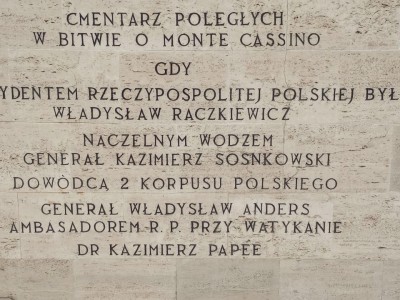 CMENTARZ POLEGŁYCH
W BITWIE O MONTE CASSINO
GDY
YDENTEM RZECZYPOSPOLITEJ POLSKIEJ BYŁ
WŁADYSŁAW RACZKIEWICZ
NACZELNYM WODZEM
GENERAŁ KAZIMIERZ SOSNKOWSKI
DOWÓDCĄ 2 KORPUSU POLSKIEGO
GENERAŁ WŁADYSŁAW ANDERS
AMBASADOREM R. P. PRZY WATYKANIE
DR KAZIMIERZ PAPÉE